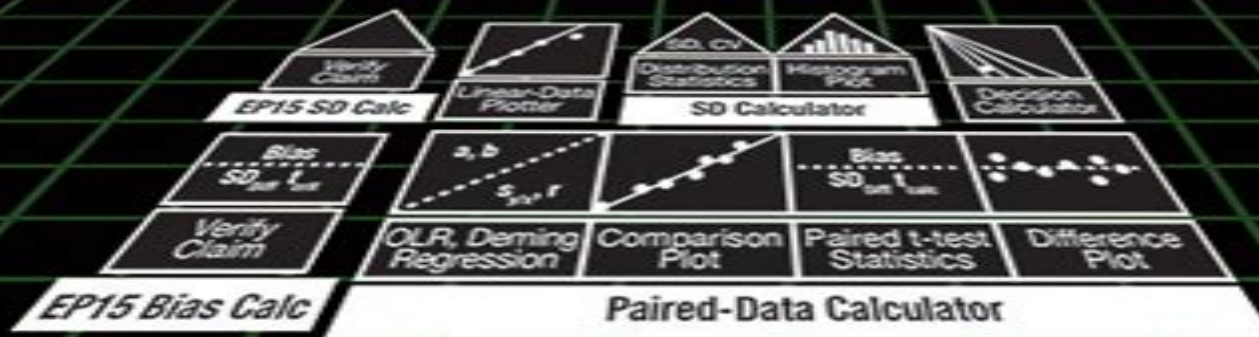 SD, CV
Verify
Claim
EP15 SD Calc
Linear-Data
Plotter
Distribution
Statistics
Histogram
Plot
SD Calculator
Decision
Calculator
Bias
Verify
Claim
EP15 Bias Calc
a, b
OLR, Deming
Regression
Comparison
Plot
Bias
Paired t-test
Statistics
Difference
Plot
Paired-Data Calculator